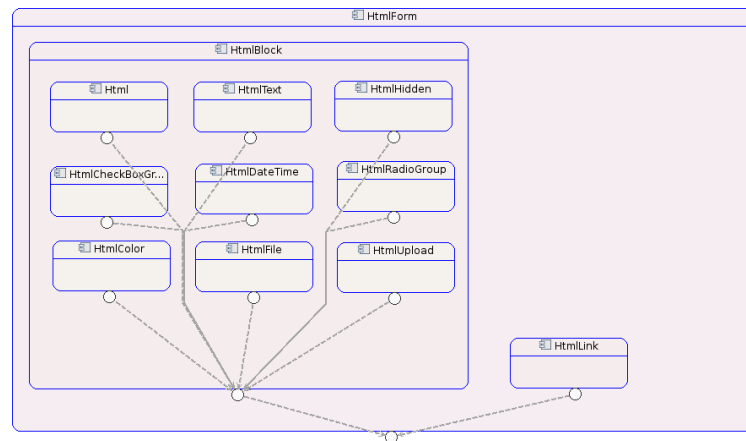 HtmlForm
HtmlBlock
Html
HtmlText
HtmlHidden
HtmlCheckBoxGr...
HtmlDateTime
HtmlRadioGroup
HtmlColor
HtmlFile
HtmlUpload
HtmlLink